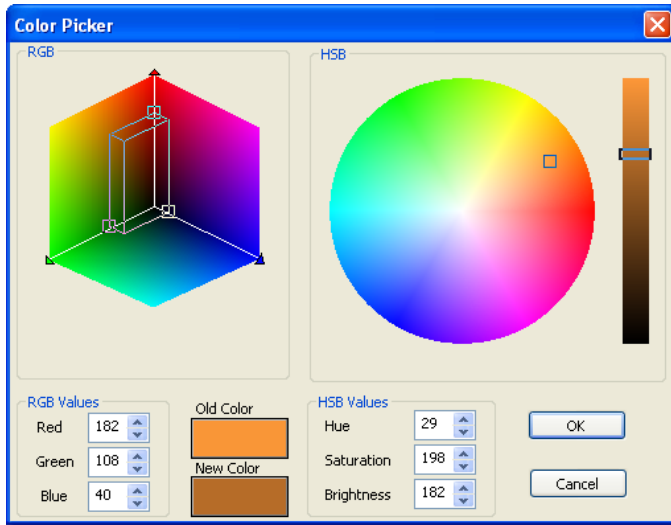 Color Picker
RGB
HSB
RGB Values
Red 182
Green 108
Blue 40
Old Color
New Color
HSB Values
Hue 29
Saturation 198
Brightness 182
OK
Cancel